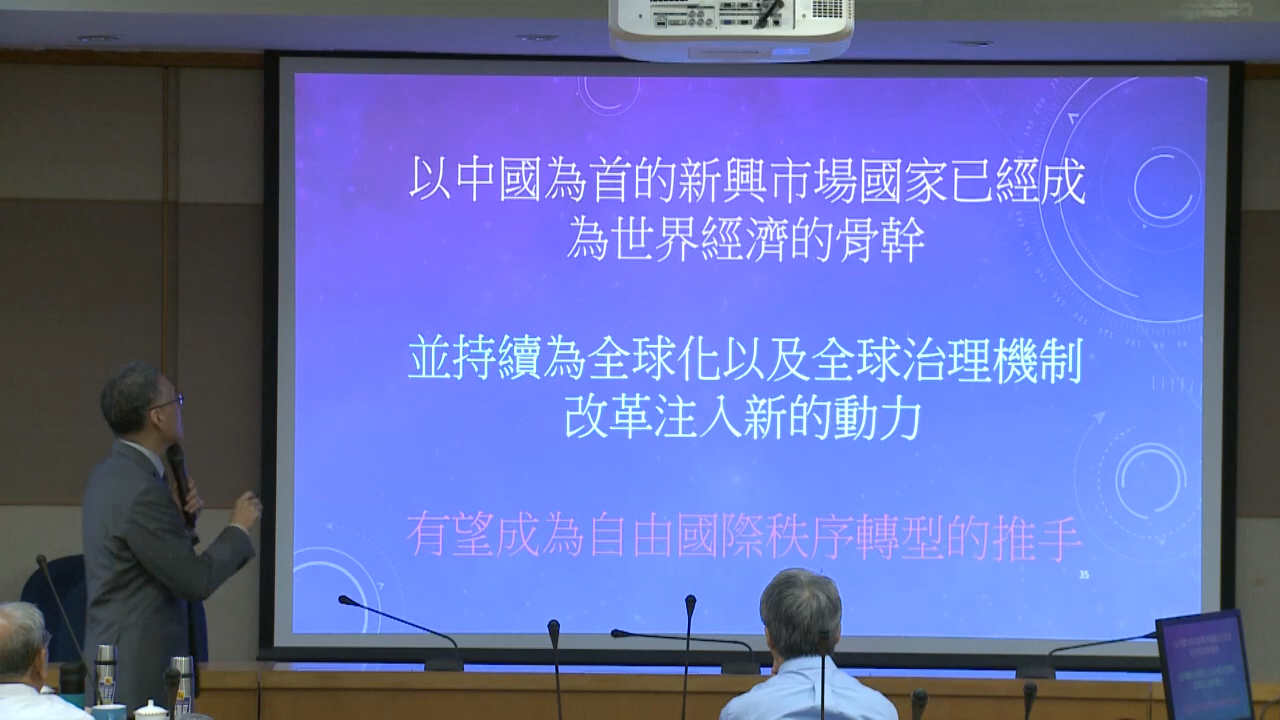 以中國為首的新興市場國家已經成
為世界經濟的骨幹
並持續為全球化以及全球治理機制
改革注入新的動力
有望成為自由國際秩序轉型的推手
35